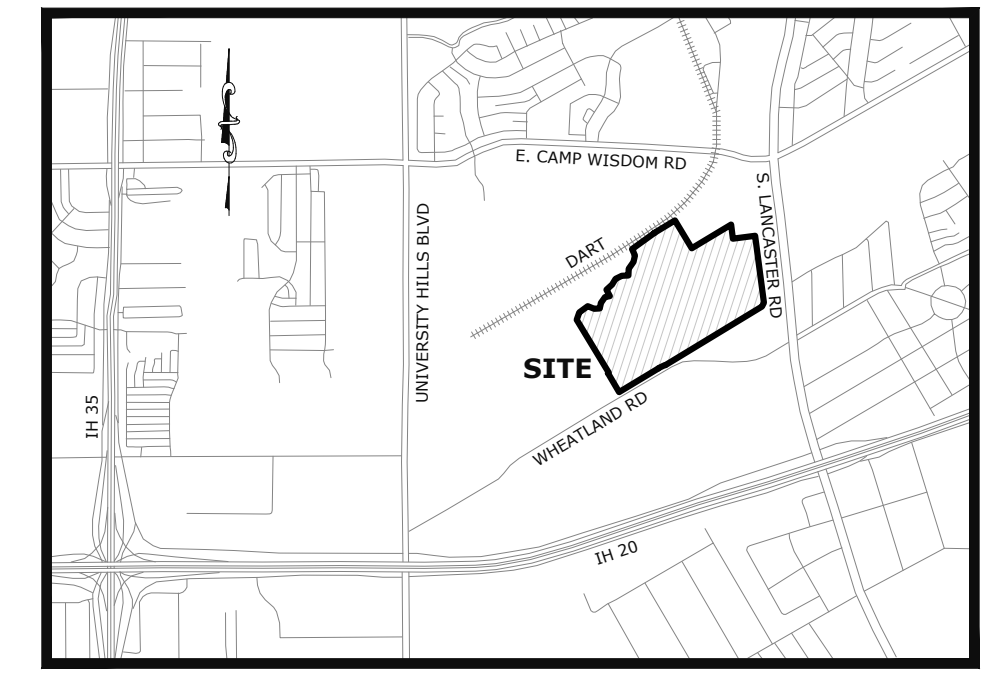 E. CAMP WISDOM RD
S. LANCASTER RD
UNIVERSITY HILLS BLVD
DART
SITE
IH 35
WHEATLAND RD
IH 20